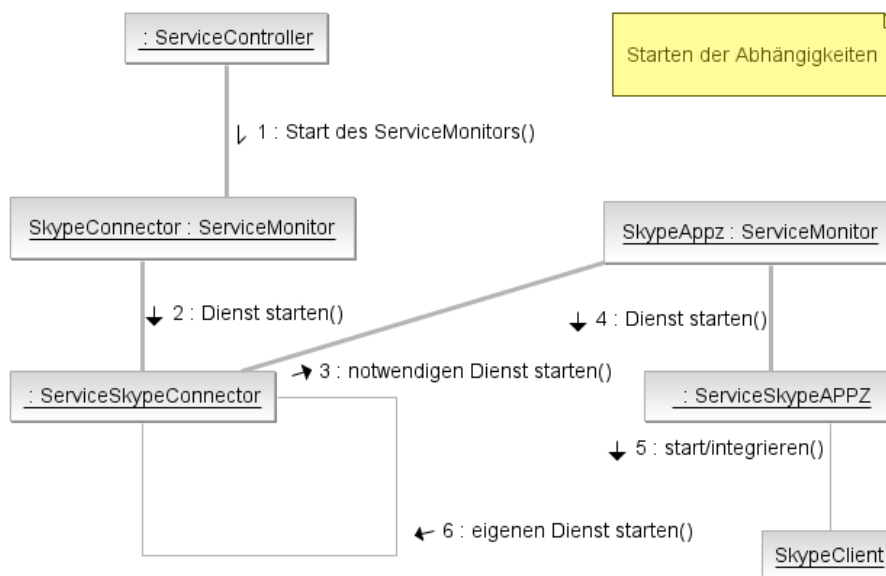 : ServiceController
Starten der Abhängigkeiten
1 : Start des ServiceMonitors()
SkypeConnector : ServiceMonitor
SkypeAppz : ServiceMonitor
2 : Dienst starten()
4 : Dienst starten()
3 : notwendigen Dienst starten()
: ServiceSkypeConnector
: ServiceSkypeAPPZ
5 : start/integrieren()
6 : eigenen Dienst starten()
SkypeClient